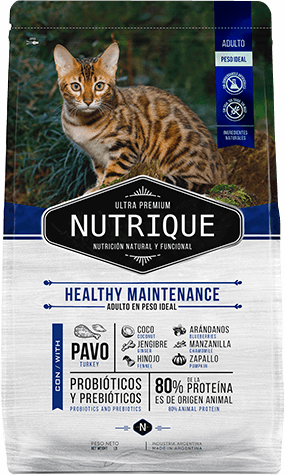 ADULTO
PESO IDEAL
INGREDIENTES
NATURALES
ULTRA PREMIUM
NUTRIQUE
NUTRICIÓN NATURAL Y FUNCIONAL
HEALTHY MAINTENANCE
ADULTO EN PESO IDEAL
CON / WITH
PAVO
TURKEY
COCO
COCONUT
JENGIBRE
GINGER
HINOJO
FENNEL
ARÁNDANOS
BLUEBERRIES
MANZANILLA
CHAMOMILE
ZAPALLO
PUMPKIN
PROBIÓTICOS
Y PREBIÓTICOS
PROBIOTICS AND PREBIOTICS
80% DE LA PROTEÍNA
ES DE ORIGEN ANIMAL
80% ANIMAL PROTEIN
PESO NETO
NET WEIGHT
N
INDUSTRIA ARGENTINA
MADE IN ARGENTINA